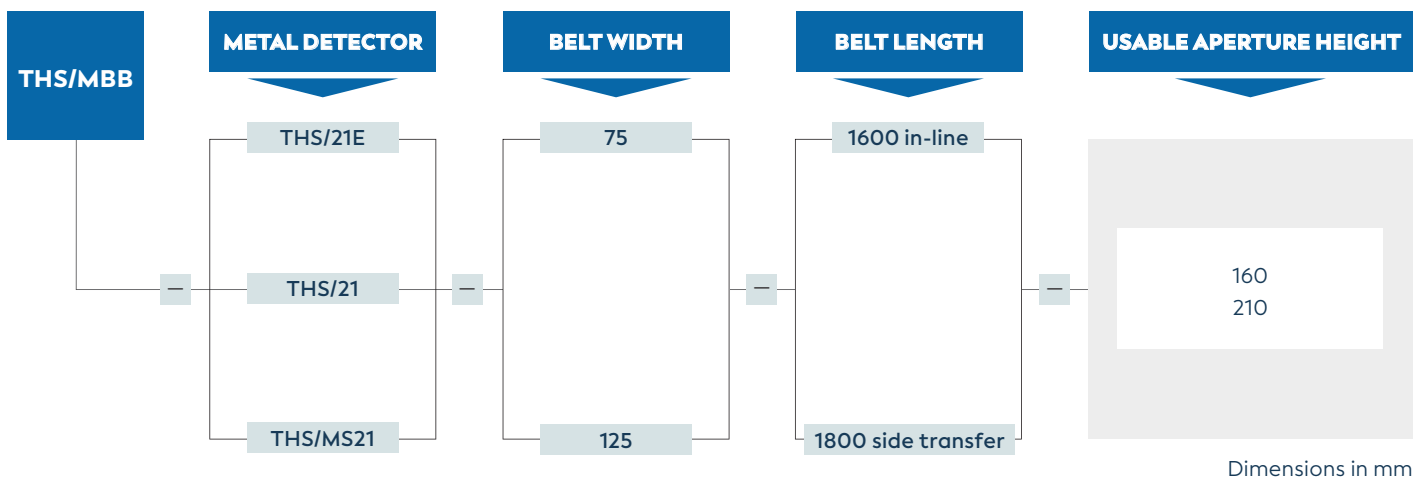 THS/MBB
METAL DETECTOR
BELT WIDTH
BELT LENGTH
USABLE APERTURE HEIGHT
THS/21E
75
1600 in-line
—
THS/21
—
—
—
160
210
THS/MS21
125
1800 side transfer
Dimensions in mm